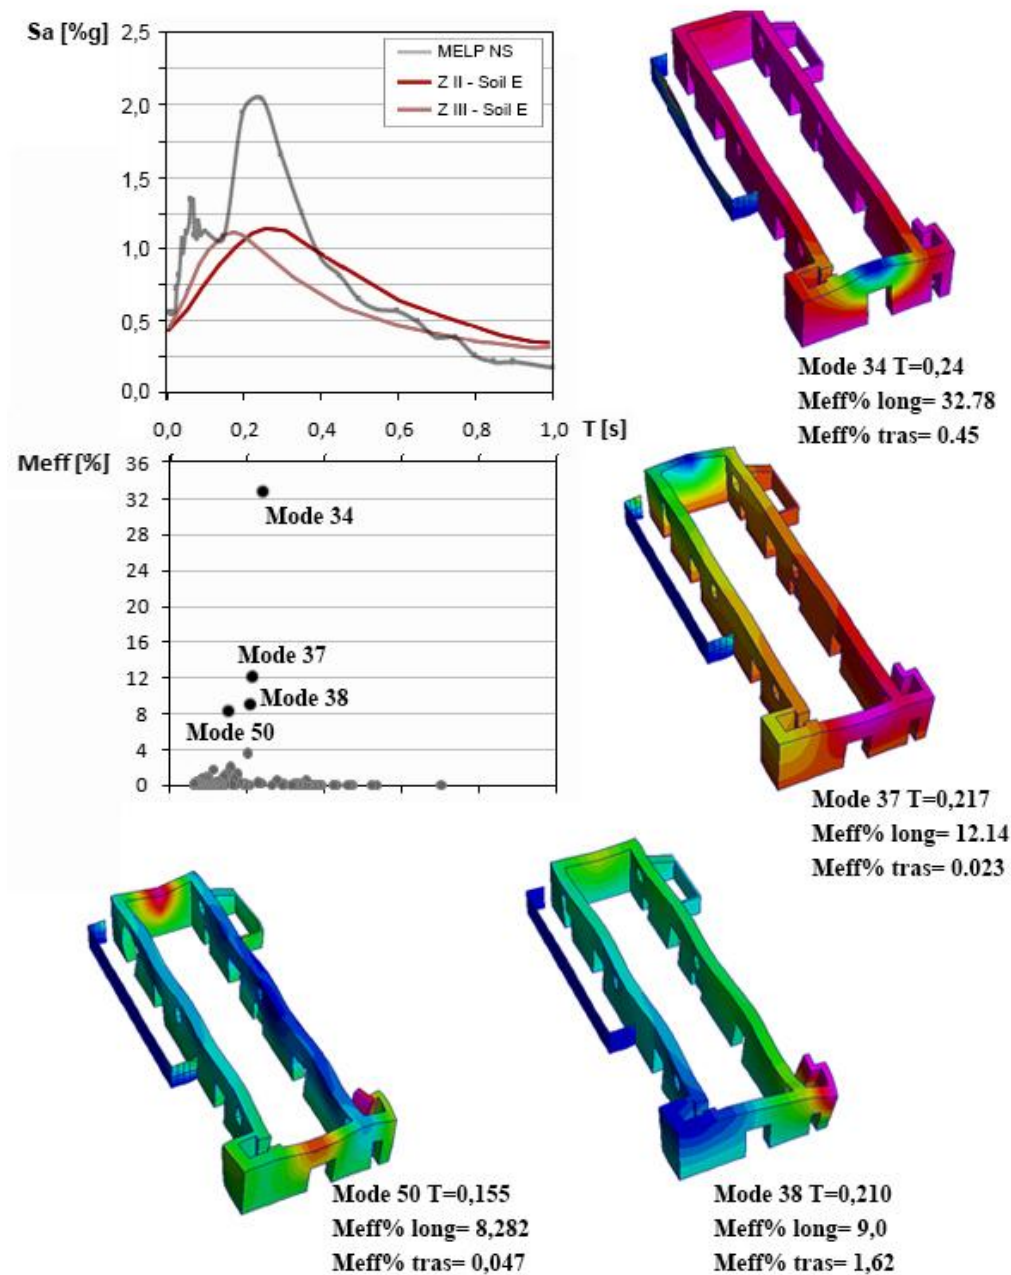 Sa [%g]
2,5
2,0
1,5
1,0
0,5
0,0
MELP NS
Z II - Soil E
Z III - Soil E
0,0 0,2 0,4 0,6 0,8 1,0 T [s]
Mode 34 T=0,24
Meff% long= 32.78
Meff% tras= 0.45
Meff [%]
36
32
28
24
20
16
12
8
4
0
Mode 34
Mode 37
Mode 38
Mode 50
Mode 37 T=0,217
Meff% long= 12.14
Meff% tras= 0.023
Mode 50 T=0,155
Meff% long= 8,282
Meff% tras= 0,047
Mode 38 T=0,210
Meff% long= 9,0
Meff% tras= 1,62